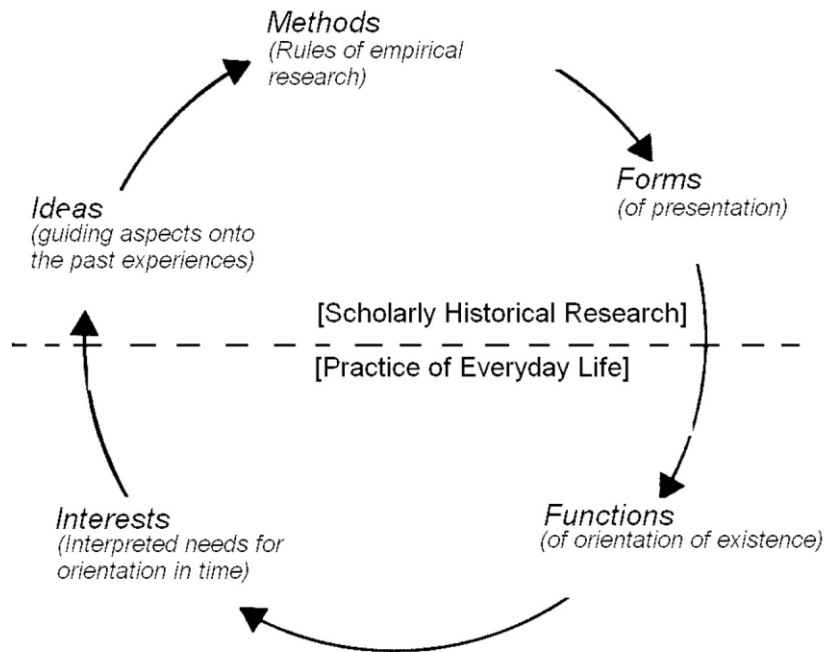 Methods
(Rules of empirical
research)
Forms
(of presentation)
Ideas
(guiding aspects onto
the past experiences)
[Scholarly Historical Research]
[Practice of Everyday Life]
Interests
(Interpreted needs for
orientation in time)
Functions
(of orientation of existence)